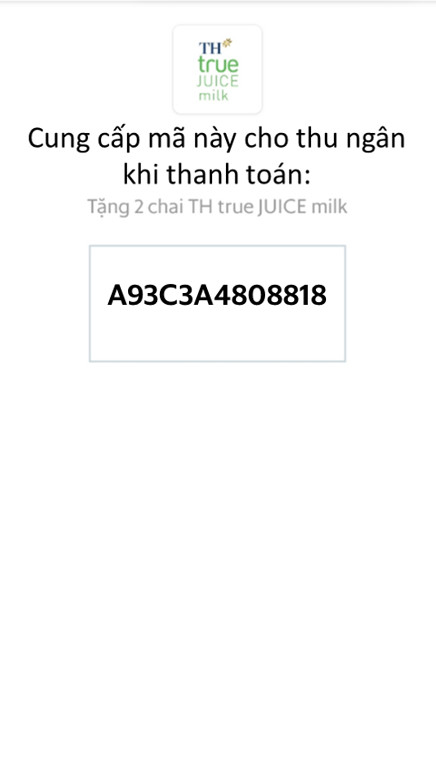 TH
true
JUICE
milk
Cung cấp mã này cho thu ngân
khi thanh toán:
Tặng 2 chai TH true JUICE milk
A93C3A4808818